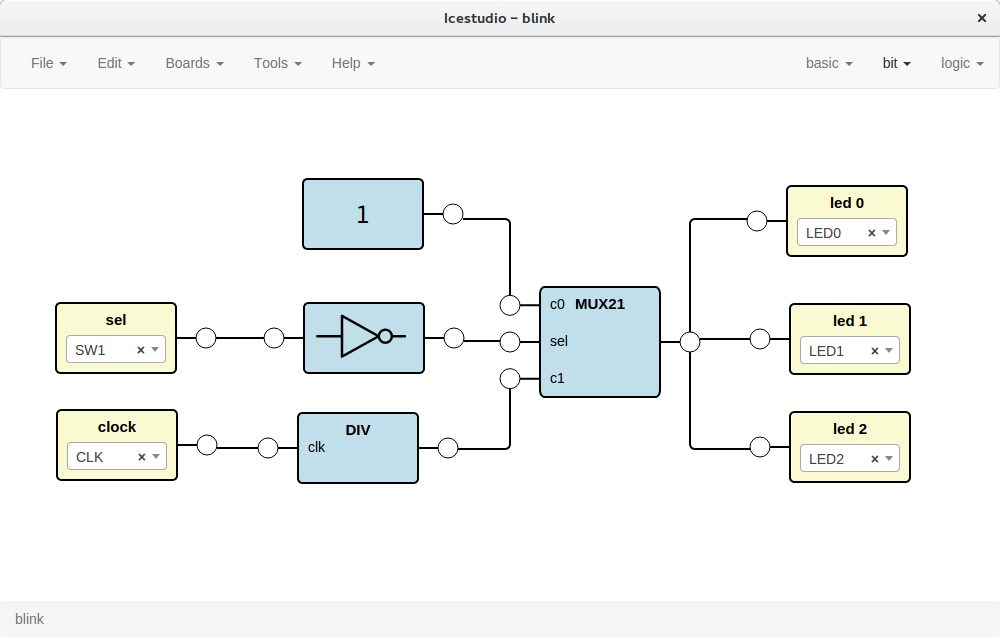 Icestudio – blink ×
File Edit Boards Tools Help basic bit logic
1
led 0
LED0 ×
sel
SW1 ×
c0 MUX21
sel
c1
led 1
LED1 ×
clock
CLK ×
DIV
clk
led 2
LED2 ×
blink